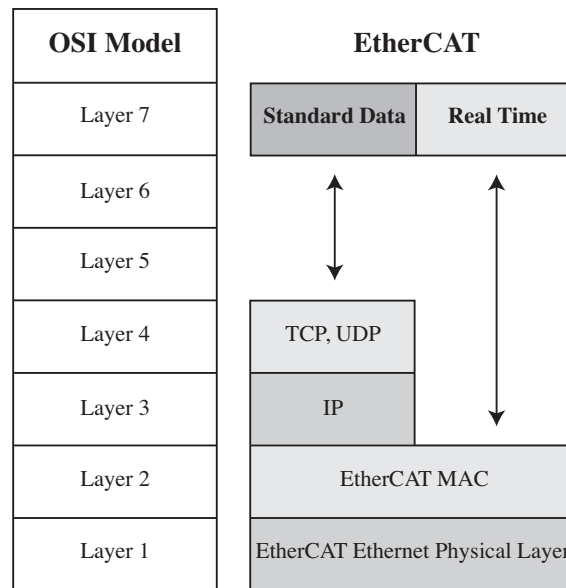 OSI Model
EtherCAT
Layer 7
Standard Data
Real Time
Layer 6
Layer 5
Layer 4
TCP, UDP
Layer 3
IP
Layer 2
EtherCAT MAC
Layer 1
EtherCAT Ethernet Physical Layer